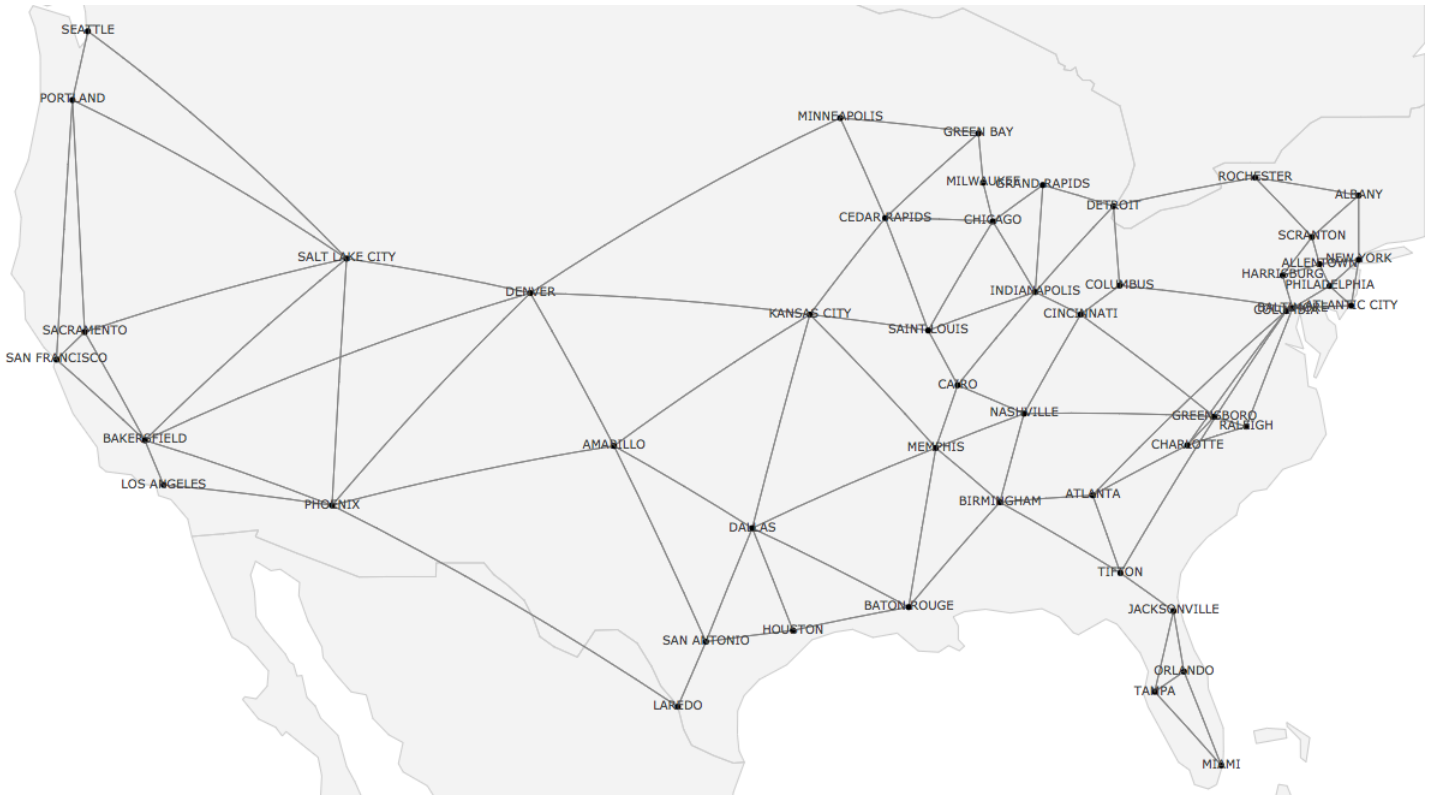 SEATTLE
PORTLAND
MINNEAPOLIS
GREEN BAY
MILWAUKEE
GRAND RAPIDS
ROCHESTER
ALBANY
DETROIT
CEDAR RAPIDS
CHICAGO
SCRANTON
SALT LAKE CITY
NEW YORK
ALLENTOWN
HARRISBURG
PHILADELPHIA
DENVER
INDIANAPOLIS
COLUMBUS
ATLANTIC CITY
BALTIMORE
COLUMBIA
KANSAS CITY
CINCINNATI
SACRAMENTO
SAINT LOUIS
SAN FRANCISCO
CAIRO
NASHVILLE
GREENSBORO
RALEIGH
BAKERSFIELD
AMARILLO
MEMPHIS
CHARLOTTE
LOS ANGELES
PHOENIX
BIRMINGHAM
ATLANTA
DALLAS
TIFTON
BATON ROUGE
JACKSONVILLE
HOUSTON
SAN ANTONIO
ORLANDO
TAMPA
LAREDO
MIAMI